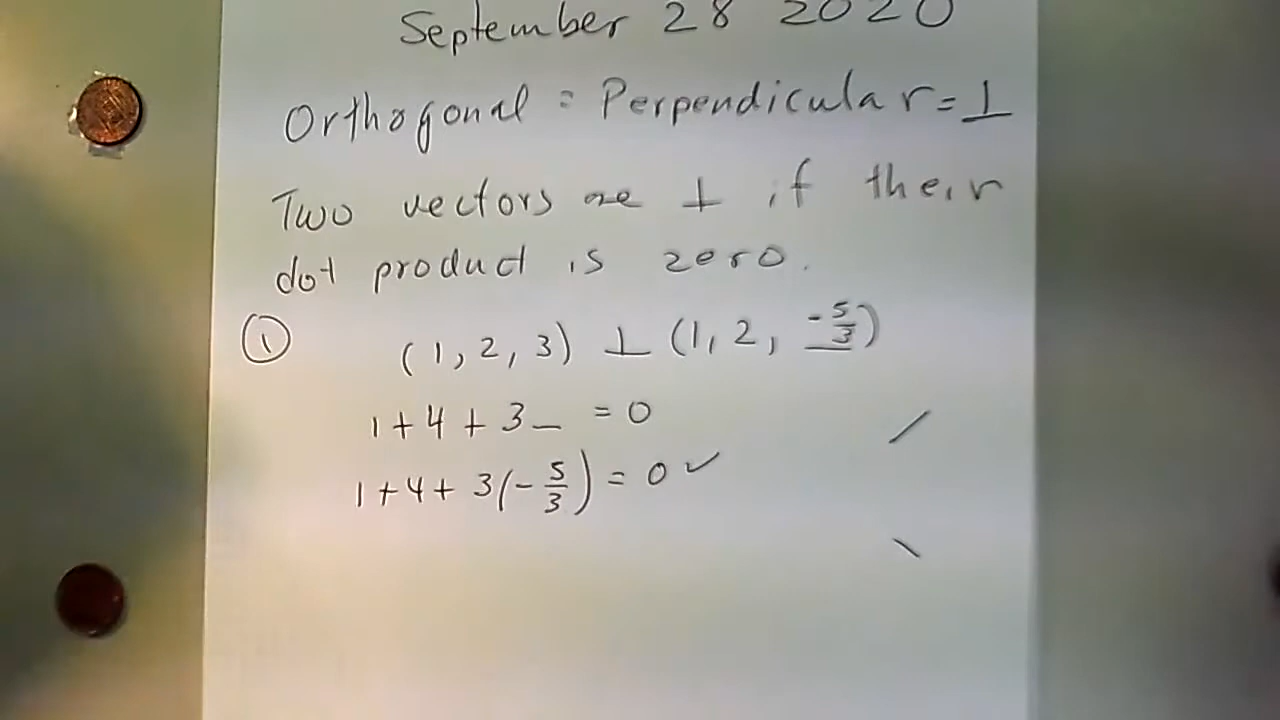 September 28 2020
Orthogonal = Perpendicular = ⊥
Two vectors are ⊥ if their
dot product is zero.
① (1, 2, 3) ⊥ (1, 2, -5/3)
1 + 4 + 3_ = 0
1 + 4 + 3(-5/3) = 0 ✓